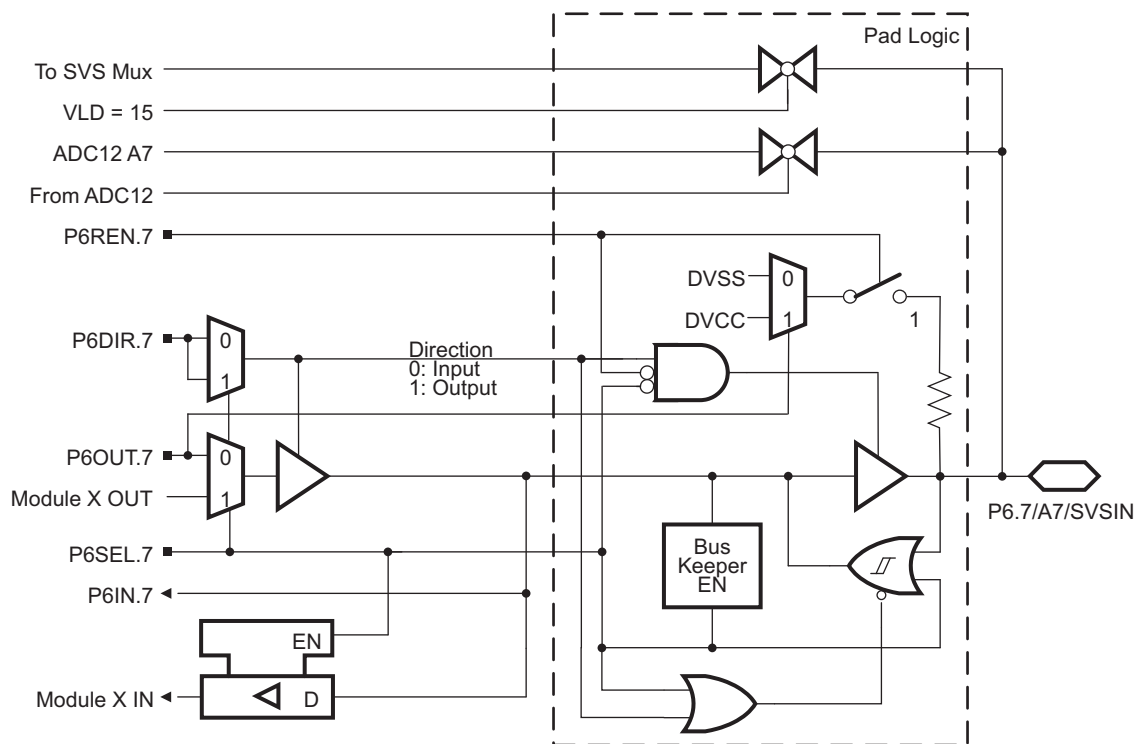 Pad Logic
To SVS Mux
VLD = 15
ADC12 A7
From ADC12
P6REN.7
DVSS
0
DVCC
1
1
P6DIR.7
0
1
Direction
0: Input
1: Output
P6OUT.7
0
Module X OUT
1
P6.7/A7/SVSIN
P6SEL.7
Bus
Keeper
EN
P6IN.7
EN
Module X IN
D